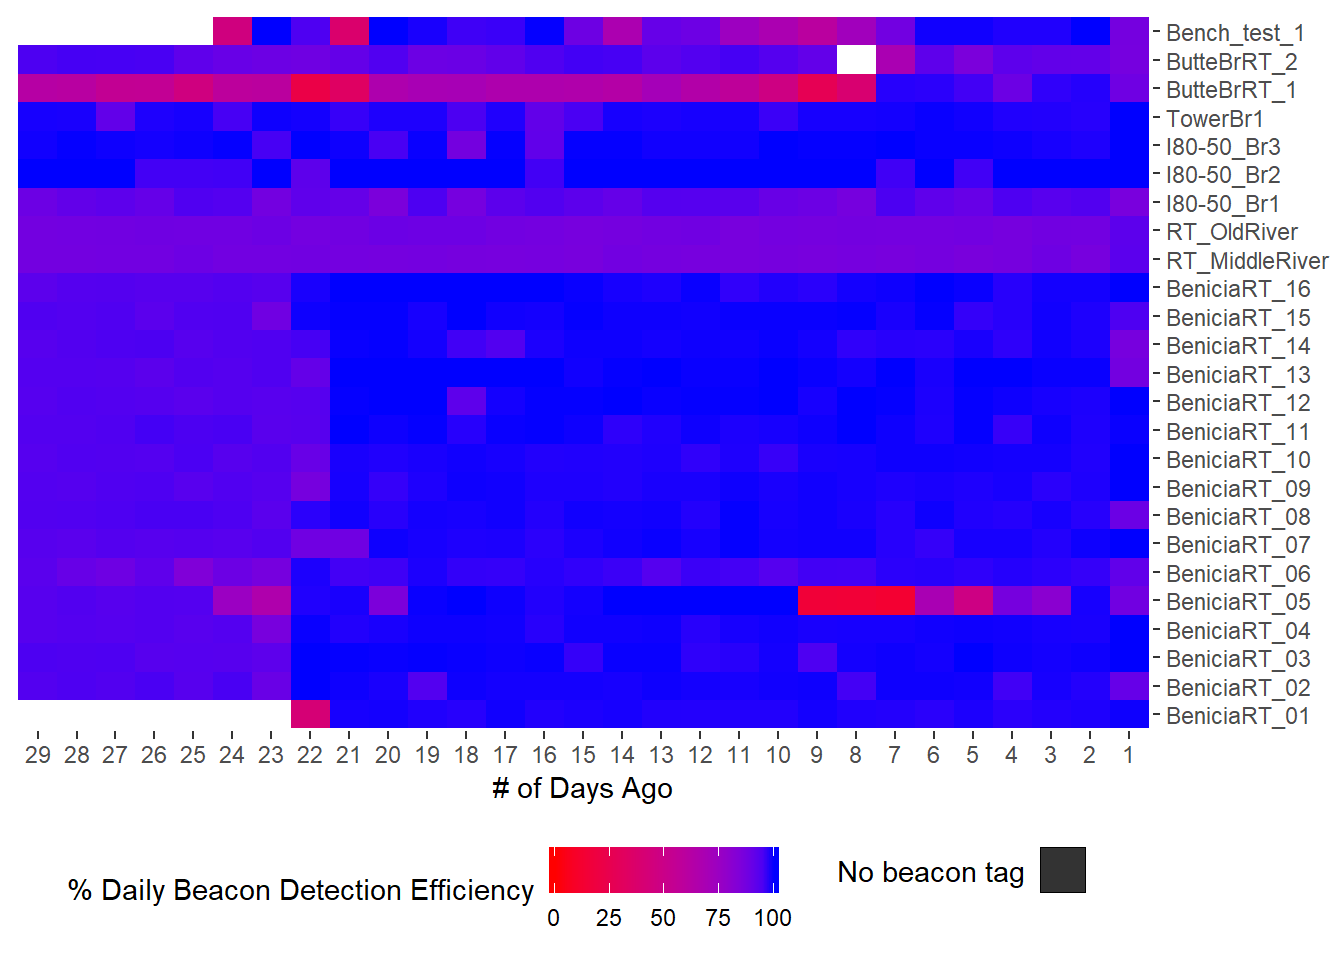 Bench_test_1
ButteBrRT_2
ButteBrRT_1
TowerBr1
I80-50_Br3
I80-50_Br2
I80-50_Br1
RT_OldRiver
RT_MiddleRiver
BeniciaRT_16
BeniciaRT_15
BeniciaRT_14
BeniciaRT_13
BeniciaRT_12
BeniciaRT_11
BeniciaRT_10
BeniciaRT_09
BeniciaRT_08
BeniciaRT_07
BeniciaRT_06
BeniciaRT_05
BeniciaRT_04
BeniciaRT_03
BeniciaRT_02
BeniciaRT_01
29 28 27 26 25 24 23 22 21 20 19 18 17 16 15 14 13 12 11 10 9 8 7 6 5 4 3 2 1
# of Days Ago
% Daily Beacon Detection Efficiency
0 25 50 75 100
No beacon tag